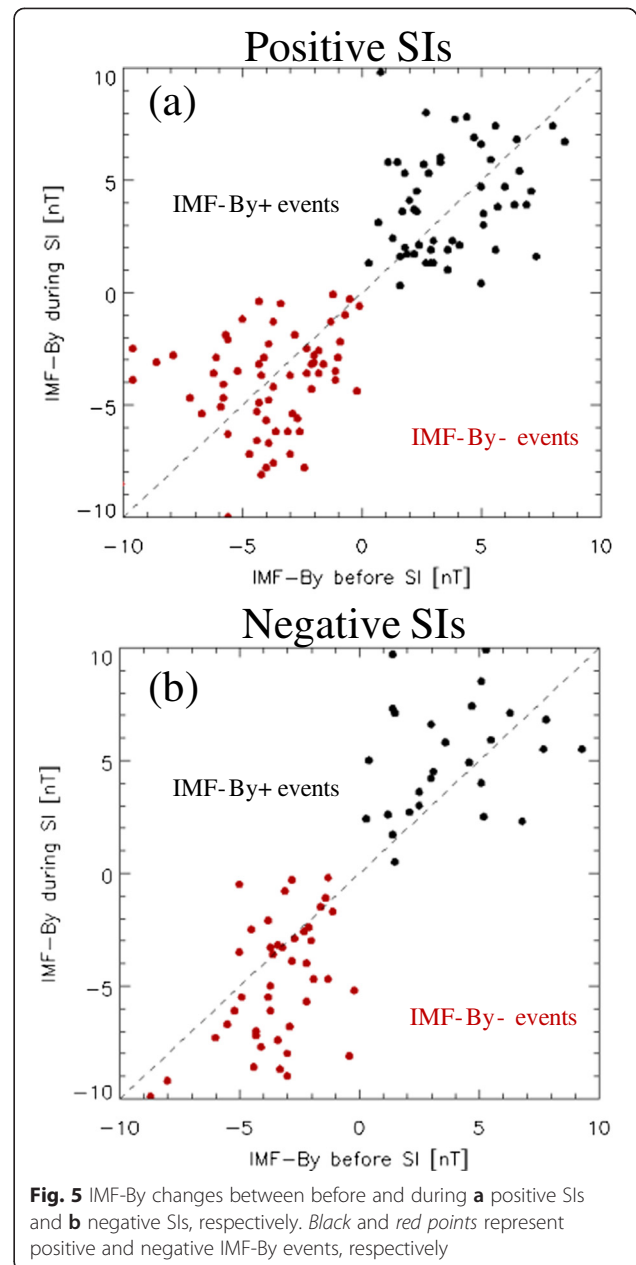 Positive SIs
(a)
IMF-By+ events
IMF-By- events
10
5
0
-5
-10
IMF-By during SI [nT]
-10 -5 0 5 10
IMF-By before SI [nT]
Negative SIs
(b)
IMF-By+ events
IMF-By- events
10
5
0
-5
-10
IMF-By during SI [nT]
-10 -5 0 5 10
IMF-By before SI [nT]
Fig. 5 IMF-By changes between before and during a positive SIs
and b negative SIs, respectively. Black and red points represent
positive and negative IMF-By events, respectively